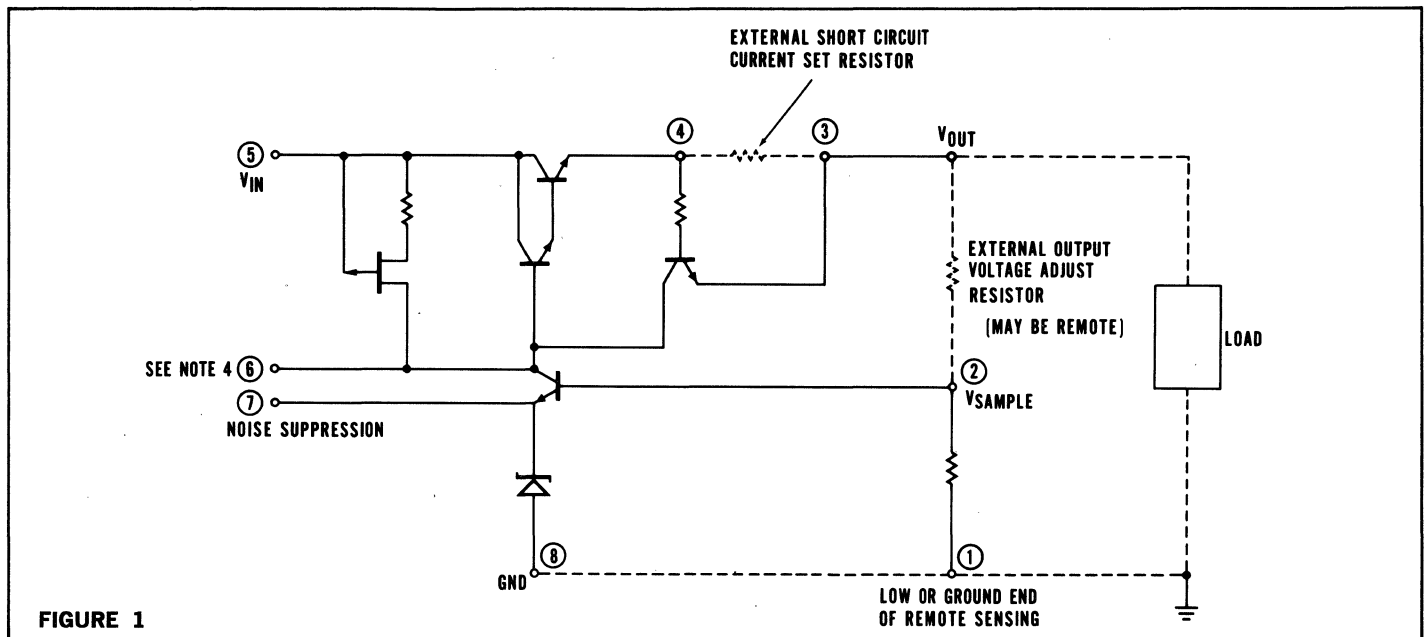 EXTERNAL SHORT CIRCUIT
CURRENT SET RESISTOR
④
③
VOUT
⑤
VIN
EXTERNAL OUTPUT
VOLTAGE ADJUST
RESISTOR
(MAY BE REMOTE)
LOAD
SEE NOTE 4 ⑥
②
⑦
VSAMPLE
NOISE SUPPRESSION
⑧
①
GND
LOW OR GROUND END
OF REMOTE SENSING
FIGURE 1